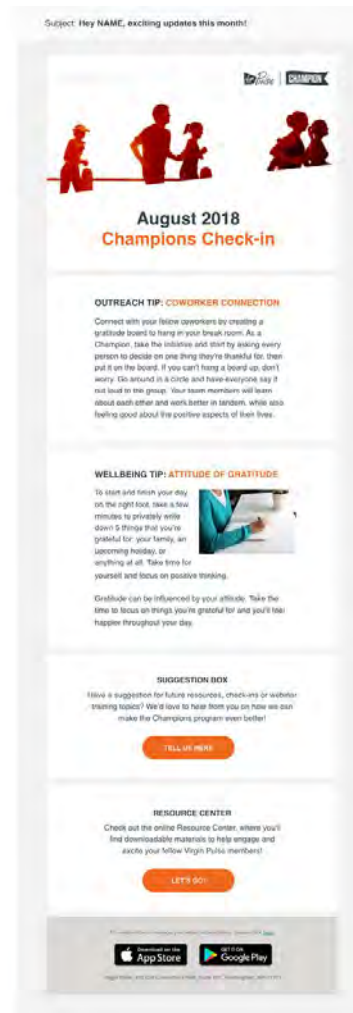 Subject: Hey NAME, exciting updates this month!
CHAMPION
August 2018
Champions Check-in
OUTREACH TIP: COWORKER CONNECTION
Connect with your fellow coworkers by creating a
gratitude board to hang in your break room. As a
Champion, take the initiative and start by asking every
person to decide on one thing they're thankful for, then
put it on the board. If you can't hang a board up, don't
worry. Go around in a circle and have everyone say it
out loud to the group. Your team members will learn
about each other and work better in tandem, while also
feeling good about the positive aspects of their lives.
WELLBEING TIP: ATTITUDE OF GRATITUDE
To start and finish your day
on the right foot, take a few
minutes to privately write
down 5 things that you're
grateful for: your family, an
upcoming holiday, or
anything at all. Take time for
yourself and focus on positive thinking.
Gratitude can be influenced by your attitude. Take the
time to focus on things you're grateful for and you'll feel
happier throughout your day.
SUGGESTION BOX
Have a suggestion for future resources, check-ins or webinar
training topics? We'd love to hear from you on how we can
make the Champions program even better!
TELL US HERE
RESOURCE CENTER
Check out the online Resource Center, where you'll
find downloadable materials to help engage and
excite your fellow Virgin Pulse members!
LET'S GO!
Download on the
App Store
GET IT ON
Google Play